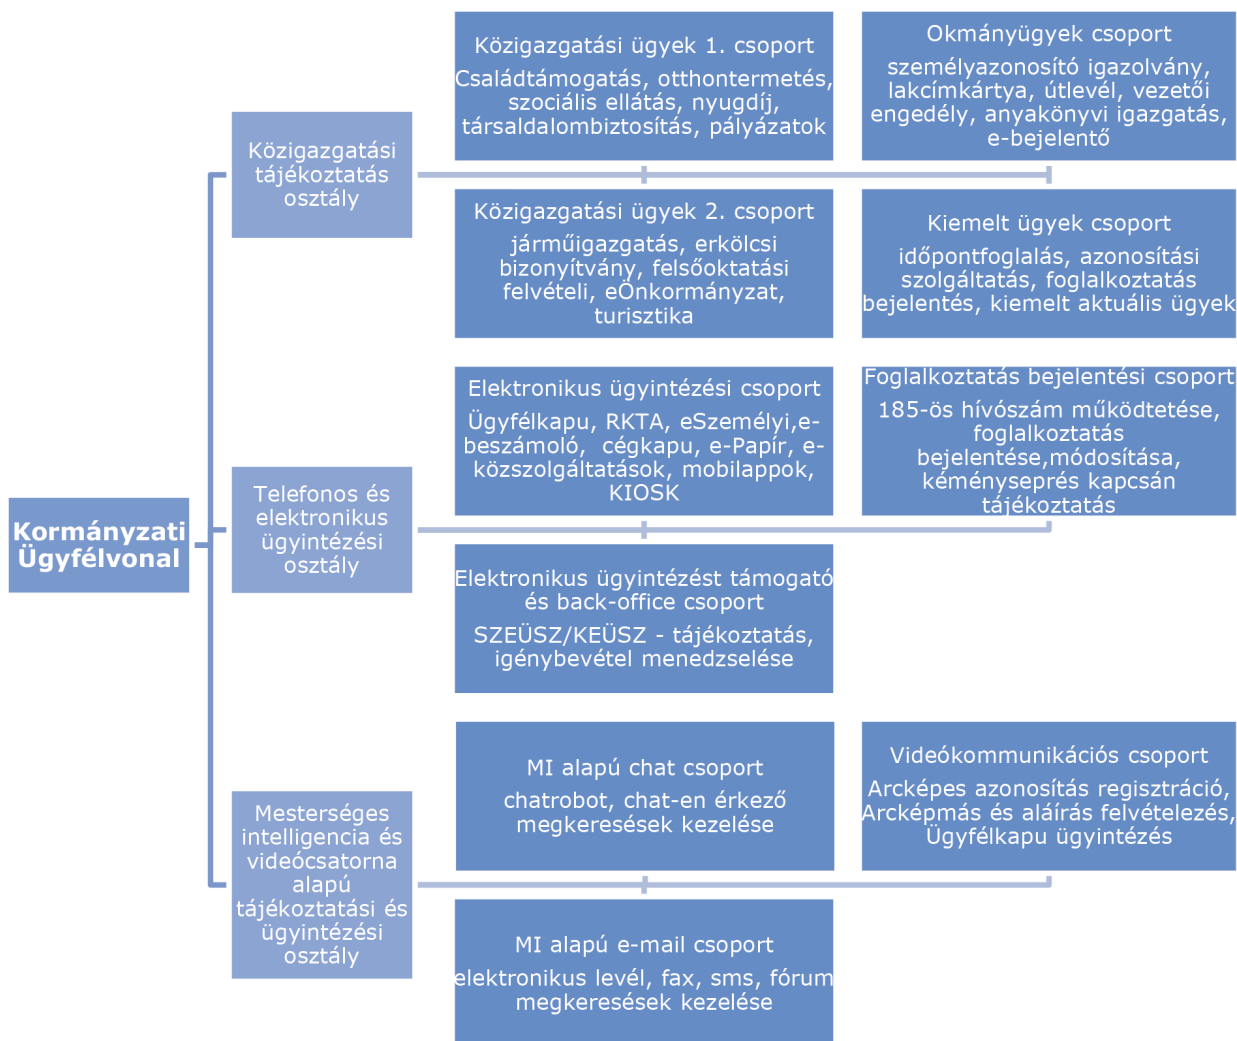 Kormányzati
Ügyfélvonal
Közigazgatási
tájékoztatás
osztály
Közigazgatási ügyek 1. csoport
Családtámogatás, otthontermetés,
szociális ellátás, nyugdíj,
társaldalombiztosítás, pályázatok
Okmányügyek csoport
személyazonosító igazolvány,
lakcímkártya, útlevél, vezetői
engedély, anyakönyvi igazgatás,
e-bejelentő
Közigazgatási ügyek 2. csoport
járműigazgatás, erkölcsi
bizonyítvány, felsőoktatási
felvételi, eÖnkormányzat,
turisztika
Kiemelt ügyek csoport
időpontfoglalás, azonosítási
szolgáltatás, foglalkoztatás
bejelentés, kiemelt aktuális ügyek
Telefonos és
elektronikus
ügyintézési
osztály
Elektronikus ügyintézési csoport
Ügyfélkapu, RKTA, eSzemélyi,e-
beszámoló,  cégkapu, e-Papír, e-
közszolgáltatások, mobilappok,
KIOSK
Foglalkoztatás bejelentési csoport
185-ös hívószám működtetése,
foglalkoztatás
bejelentése,módosítása,
kéményseprés kapcsán
tájékoztatás
Elektronikus ügyintézést támogató
és back-office csoport
SZEÜSZ/KEÜSZ - tájékoztatás,
igénybevétel menedzselése
Mesterséges
intelligencia és
videócsatorna
alapú
tájékoztatási és
ügyintézési
osztály
MI alapú chat csoport
chatrobot, chat-en érkező
megkeresések kezelése
Videókommunikációs csoport
Arcképes azonosítás regisztráció,
Arcképmás és aláírás felvételezés,
Ügyfélkapu ügyintézés
MI alapú e-mail csoport
elektronikus levél, fax, sms, fórum
megkeresések kezelése